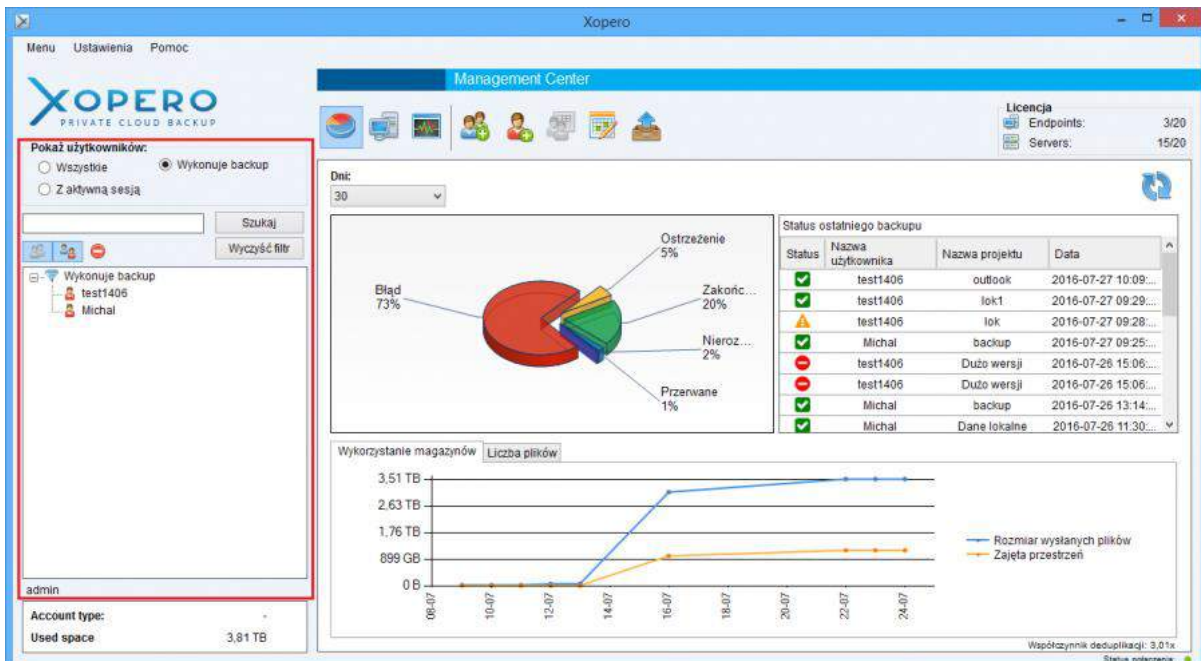 Xopero
Menu Ustawienia Pomoc
XOPERO
PRIVATE CLOUD BACKUP
Pokaż użytkowników:
Wszystkie Wykonuje backup
Z aktywną sesją
Szukaj
Wyczyść filtr
Wykonuje backup
test1406
Michal
admin
Account type: -
Used space 3,81 TB
Management Center
Licencja
Endpoints: 3/20
Servers: 15/20
Dni:
30
Ostrzeżenie
5%
Błąd
73%
Zakończ...
20%
Nieroz...
2%
Przerwane
1%
Status ostatniego backupu
Status Nazwa użytkownika Nazwa projektu Data
test1406 outlook 2016-07-27 10:09:...
test1406 lok1 2016-07-27 09:29:...
test1406 lok 2016-07-27 09:28:...
Michal backup 2016-07-27 09:25:...
test1406 Dużo wersji 2016-07-26 15:06:...
test1406 Dużo wersji 2016-07-26 15:06:...
Michal backup 2016-07-26 13:14:...
Michal Dane lokalne 2016-07-26 11:30:...
Wykorzystanie magazynów Liczba plików
3,51 TB
2,63 TB
1,76 TB
899 GB
0 B
08-07 10-07 12-07 14-07 16-07 18-07 20-07 22-07 24-07
Rozmiar wysłanych plików
Zajęta przestrzeń
Współczynnik deduplikacji: 3,01x
Status połączenia